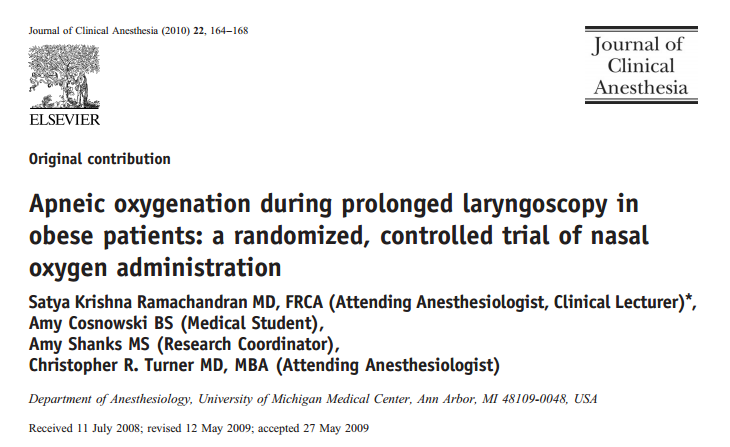 Journal of Clinical Anesthesia (2010) 22, 164–168
ELSEVIER
Journal of
Clinical
Anesthesia
Original contribution
Apneic oxygenation during prolonged laryngoscopy in
obese patients: a randomized, controlled trial of nasal
oxygen administration
Satya Krishna Ramachandran MD, FRCA (Attending Anesthesiologist, Clinical Lecturer)*,
Amy Cosnowski BS (Medical Student),
Amy Shanks MS (Research Coordinator),
Christopher R. Turner MD, MBA (Attending Anesthesiologist)
Department of Anesthesiology, University of Michigan Medical Center, Ann Arbor, MI 48109-0048, USA
Received 11 July 2008; revised 12 May 2009; accepted 27 May 2009